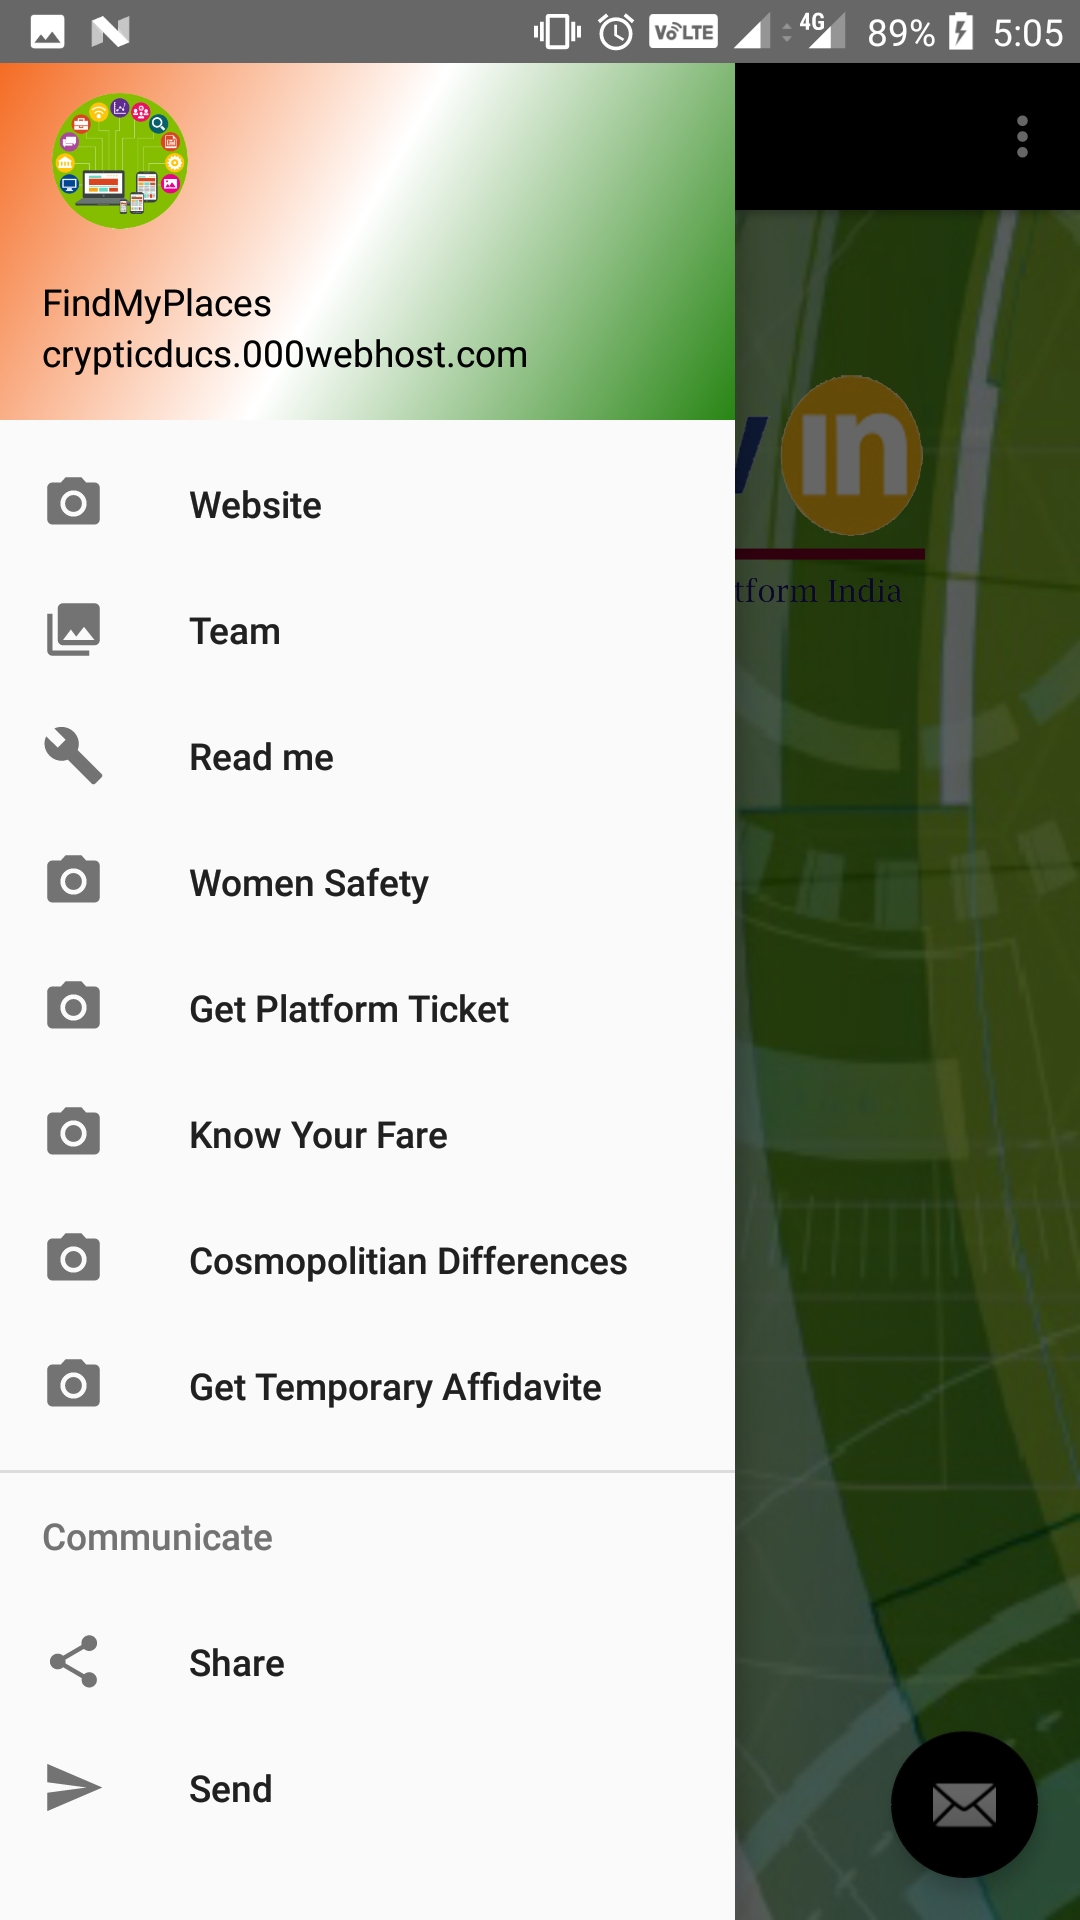 VoLTE 4G 89% 5:05
FindMyPlaces
crypticducs.000webhost.com
in
tform India
Website
Team
Read me
Women Safety
Get Platform Ticket
Know Your Fare
Cosmopolitian Differences
Get Temporary Affidavite
Communicate
Share
Send